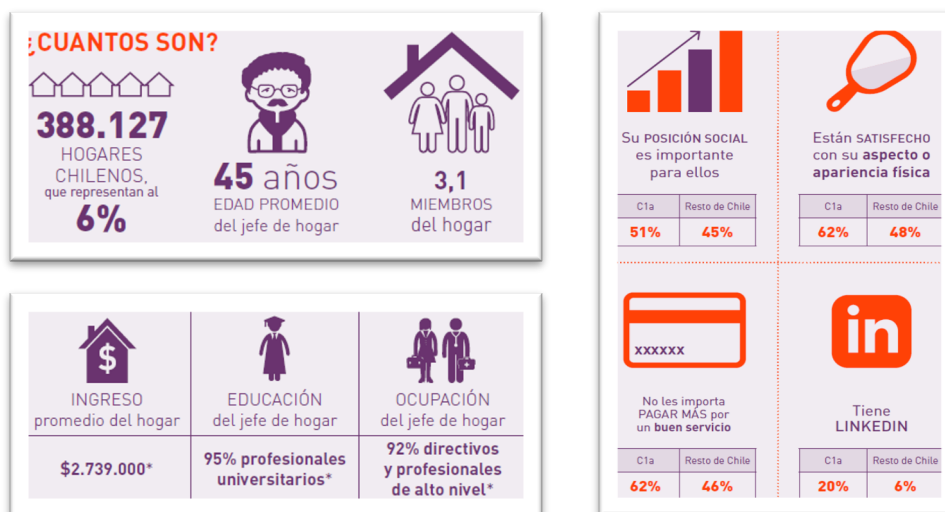 ¿CUANTOS SON?
388.127
HOGARES
CHILENOS,
que representan al
6%
45 años
EDAD PROMEDIO
del jefe de hogar
3,1
MIEMBROS
del hogar
$
INGRESO
promedio del hogar
$2.739.000*
EDUCACIÓN
del jefe de hogar
95% profesionales
universitarios*
OCUPACIÓN
del jefe de hogar
92% directivos
y profesionales
de alto nivel*
Su POSICIÓN SOCIAL
es importante
para ellos
C1a Resto de Chile
51% 45%
Están SATISFECHO
con su aspecto o
apariencia fisica
C1a Resto de Chile
62% 48%
xxxxxx
No les importa
PAGAR MÁS por
un buen servicio
C1a Resto de Chile
62% 46%
in
Tiene
LINKEDIN
C1a Resto de Chile
20% 6%